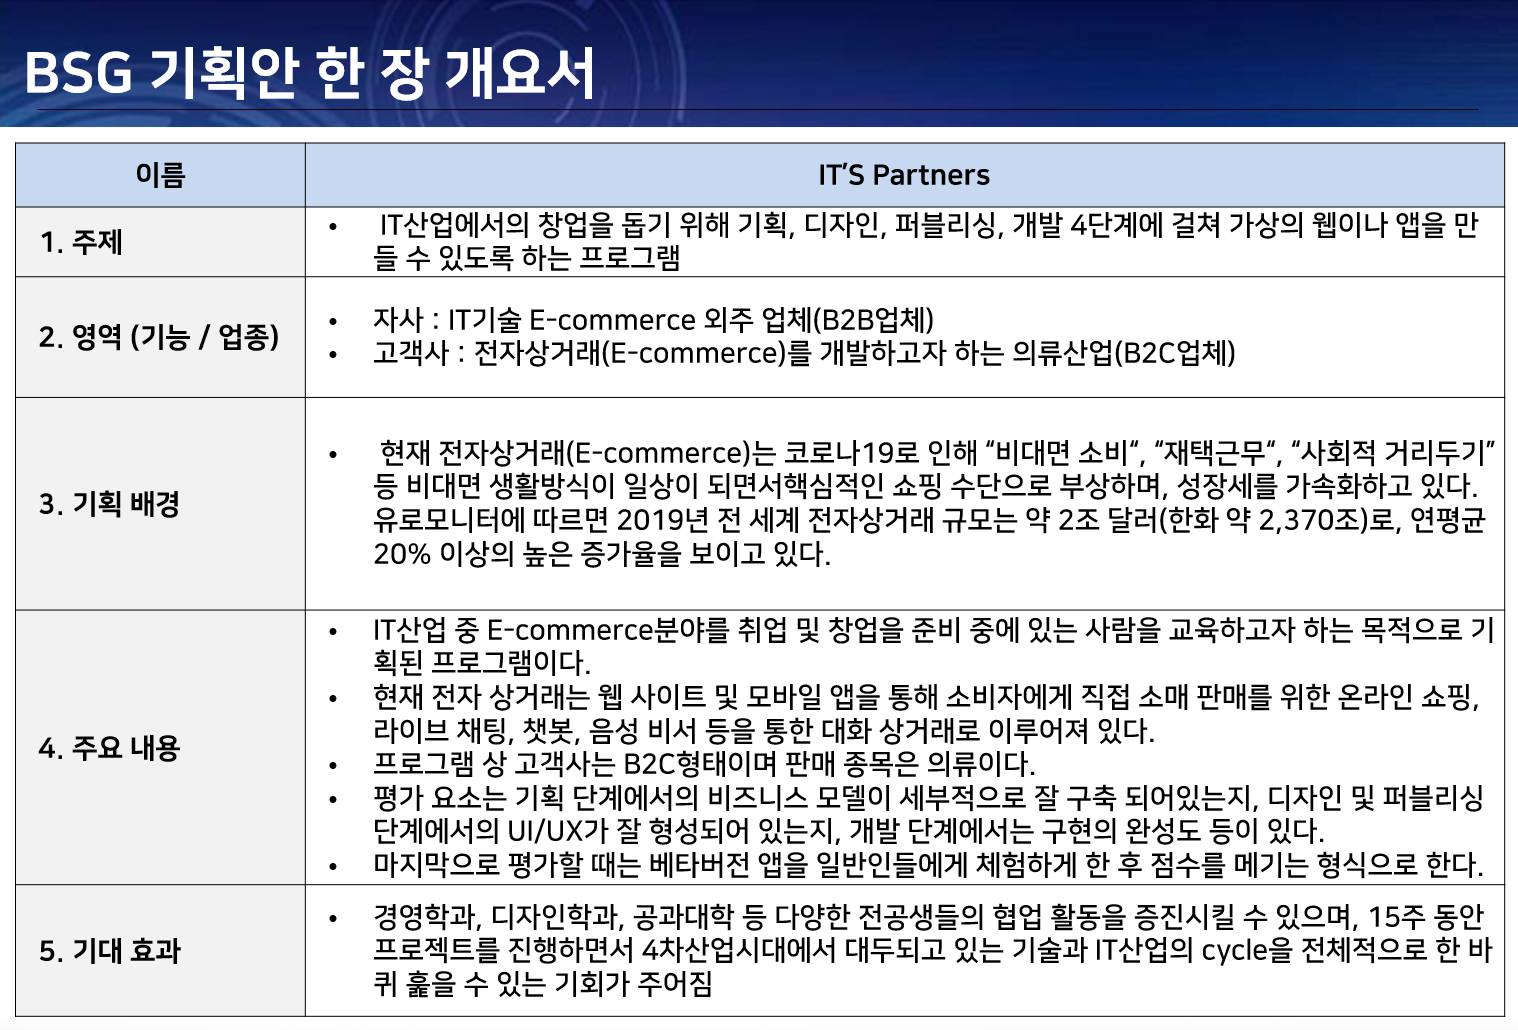 BSG 기획안 한 장 개요서
이름
IT'S Partners
1. 주제
• IT산업에서의 창업을 돕기 위해 기획, 디자인, 퍼블리싱, 개발 4단계에 걸쳐 가상의 웹이나 앱을 만
들 수 있도록 하는 프로그램
2. 영역 (기능 / 업종)
• 자사 : IT기술 E-commerce 외주 업체(B2B업체)
• 고객사 : 전자상거래(E-commerce)를 개발하고자 하는 의류산업(B2C업체)
3. 기획 배경
• 현재 전자상거래(E-commerce)는 코로나19로 인해 “비대면 소비“, “재택근무“, “사회적 거리두기”
등 비대면 생활방식이 일상이 되면서핵심적인 쇼핑 수단으로 부상하며, 성장세를 가속화하고 있다.
유로모니터에 따르면 2019년 전 세계 전자상거래 규모는 약 2조 달러(한화 약 2,370조)로, 연평균
20% 이상의 높은 증가율을 보이고 있다.
4. 주요 내용
• IT산업 중 E-commerce분야를 취업 및 창업을 준비 중에 있는 사람을 교육하고자 하는 목적으로 기
획된 프로그램이다.
• 현재 전자 상거래는 웹 사이트 및 모바일 앱을 통해 소비자에게 직접 소매 판매를 위한 온라인 쇼핑,
라이브 채팅, 챗봇, 음성 비서 등을 통한 대화 상거래로 이루어져 있다.
• 프로그램 상 고객사는 B2C형태이며 판매 종목은 의류이다.
• 평가 요소는 기획 단계에서의 비즈니스 모델이 세부적으로 잘 구축 되어있는지, 디자인 및 퍼블리싱
단계에서의 UI/UX가 잘 형성되어 있는지, 개발 단계에서는 구현의 완성도 등이 있다.
• 마지막으로 평가할 때는 베타버전 앱을 일반인들에게 체험하게 한 후 점수를 메기는 형식으로 한다.
5. 기대 효과
• 경영학과, 디자인학과, 공과대학 등 다양한 전공생들의 협업 활동을 증진시킬 수 있으며, 15주 동안
프로젝트를 진행하면서 4차산업시대에서 대두되고 있는 기술과 IT산업의 cycle을 전체적으로 한 바
퀴 훑을 수 있는 기회가 주어짐